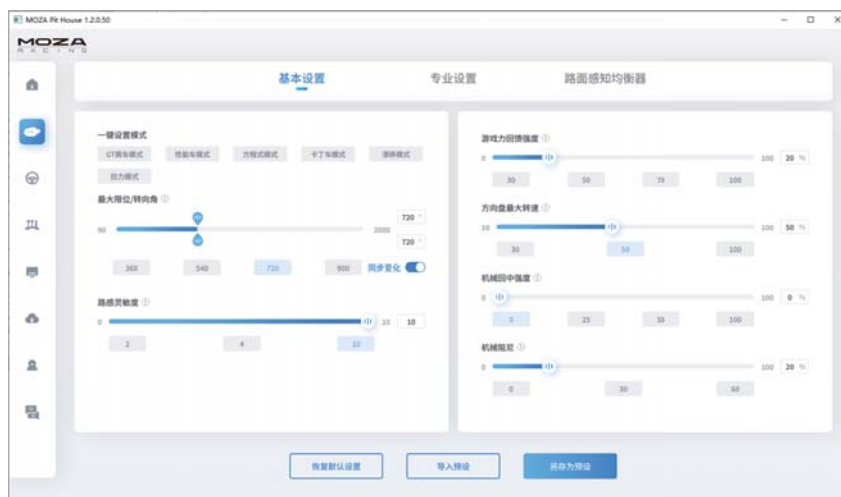 MOZA Pit House 1.2.0.50
MOZA
RACING
基本设置 专业设置 路面感知均衡器
一键设置模式
GT赛车模式 性能车模式 方程式模式 卡丁车模式 漂移模式
拉力模式
最大限位/转向角
90 2000 720 °
720 °
360 540 720 900 同步变化
路感灵敏度
0 10 10
2 4 10
游戏力回馈强度
0 100 20 %
30 50 70 100
方向盘最大转速
10 100 50 %
30 50 100
机械回中强度
0 100 0 %
0 25 50 100
机械阻尼
0 100 20 %
0 30 60
恢复默认设置 导入预设 另存为预设